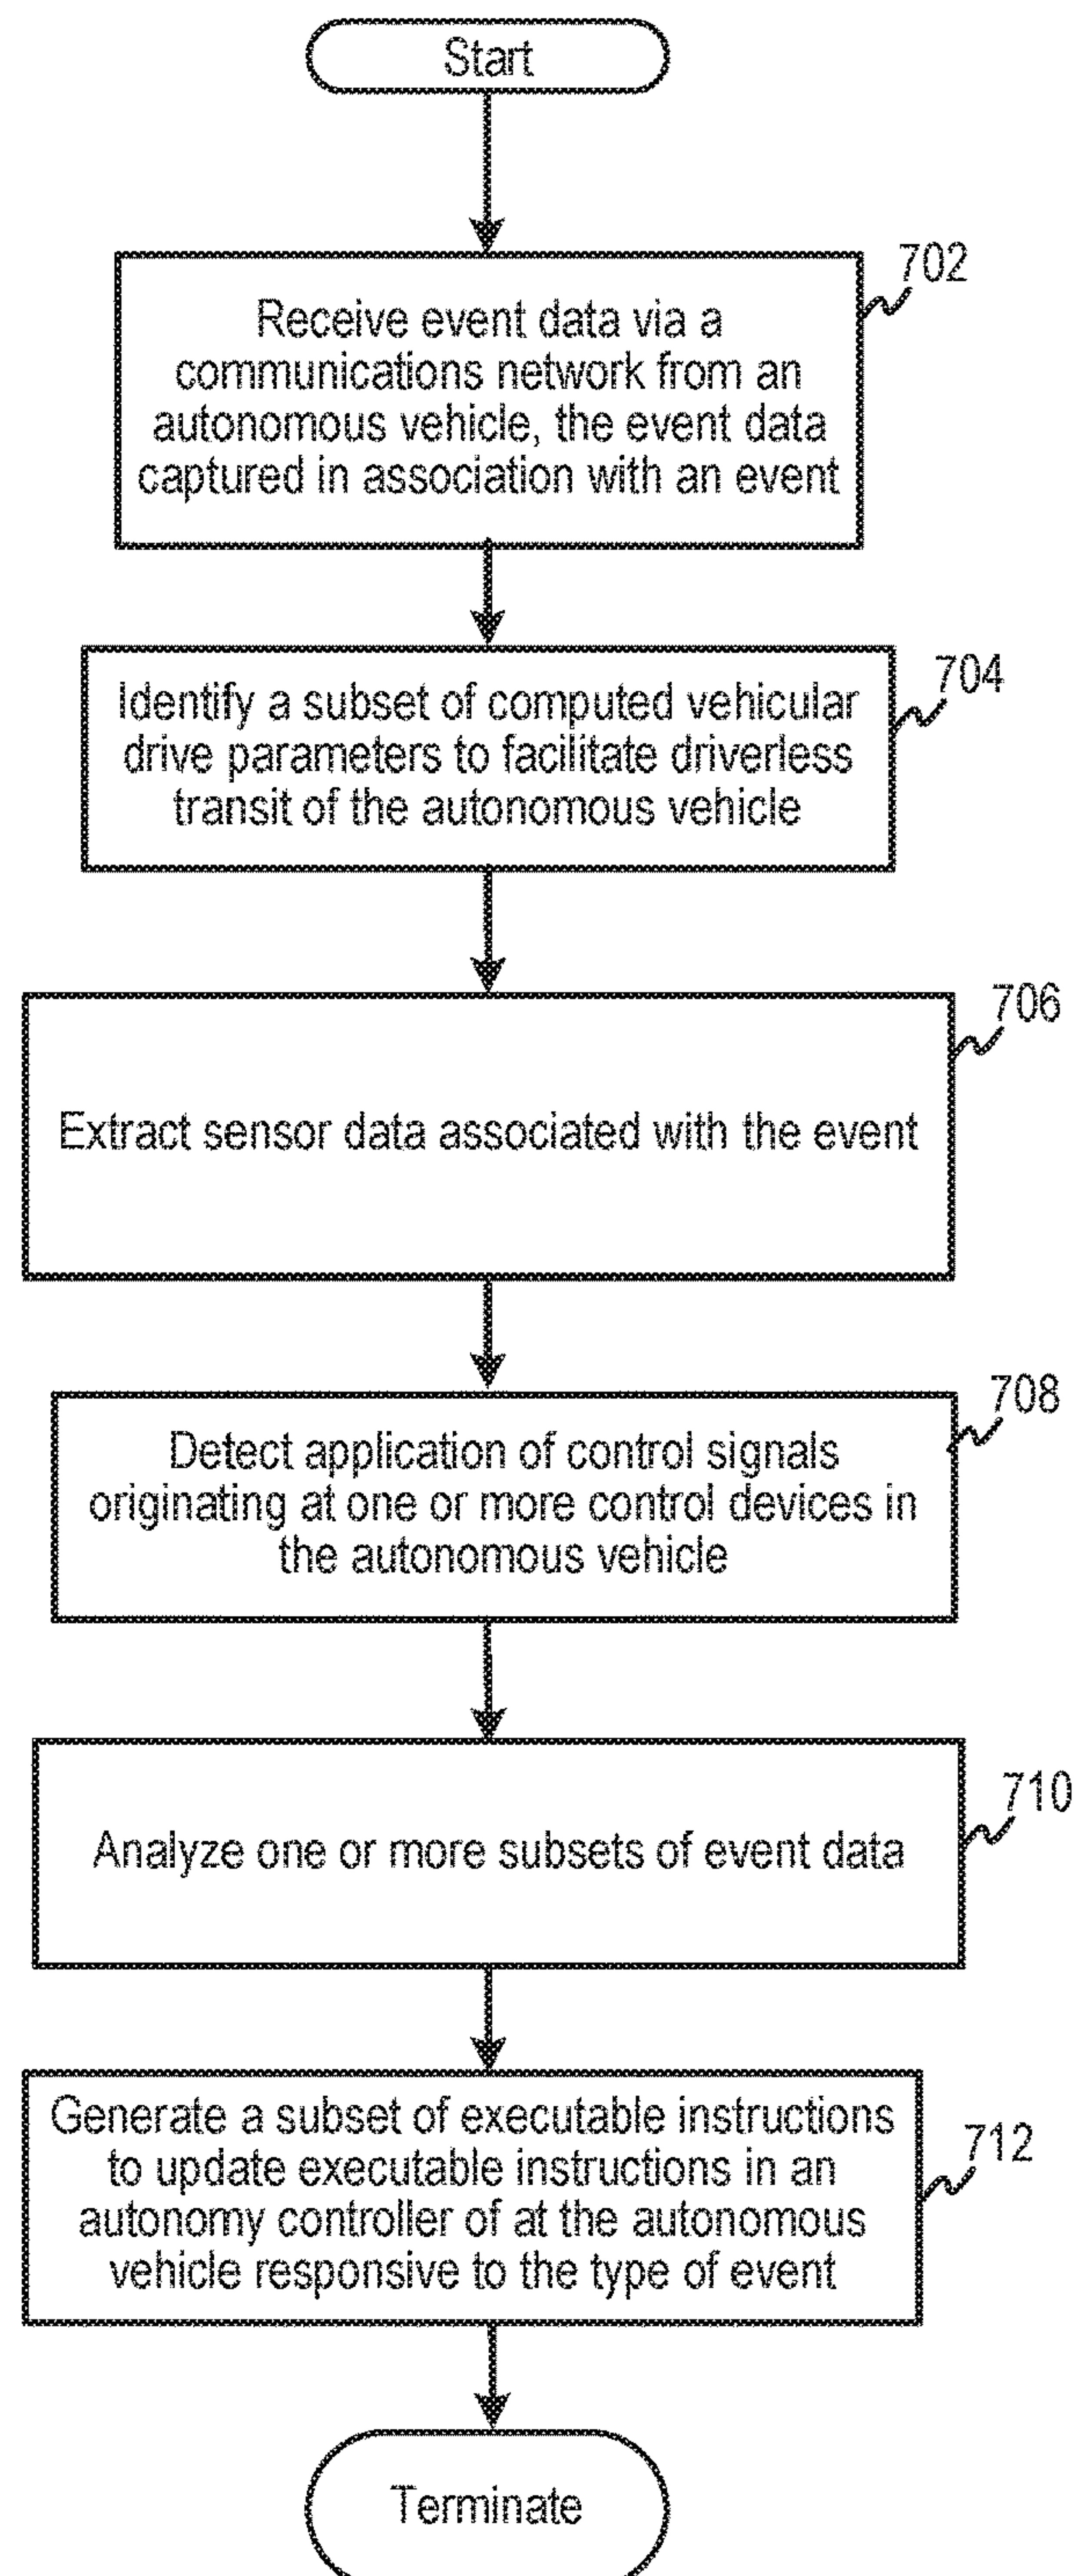 Start
702
Receive event data via a
communications network from an
autonomous vehicle, the event data
captured in association with an event
704
Identify a subset of computed vehicular
drive parameters to facilitate driverless
transit of the autonomous vehicle
706
Extract sensor data associated with the event
708
Detect application of control signals
originating at one or more control devices in
the autonomous vehicle
710
Analyze one or more subsets of event data
712
Generate a subset of executable instructions
to update executable instructions in an
autonomy controller of at the autonomous
vehicle responsive to the type of event
Terminate